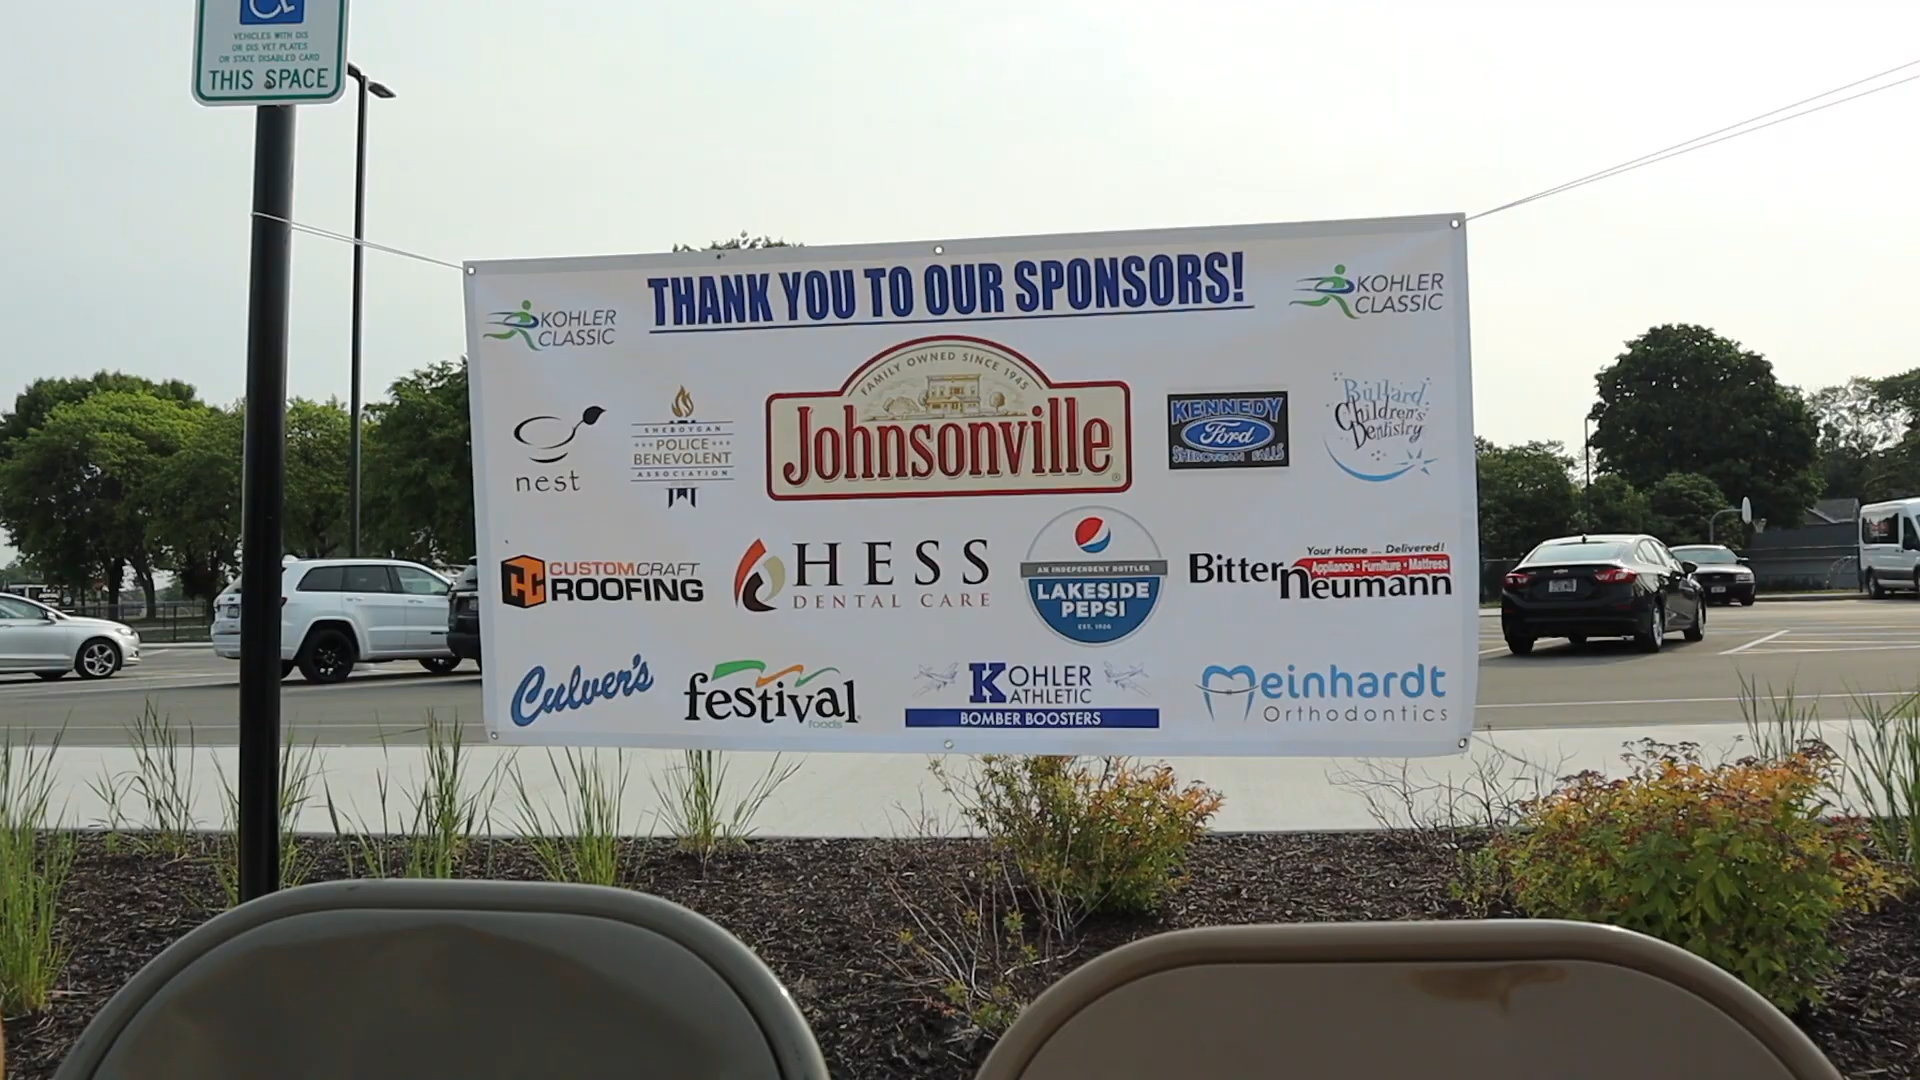 VEHICLES WITH DIS
OR DIS VET PLATES
OR STATE DISABLED CARD
THIS SPACE
THANK YOU TO OUR SPONSORS!
KOHLER
CLASSIC
KOHLER
CLASSIC
nest
SHEBOYGAN
POLICE
BENEVOLENT
ASSOCIATION
FAMILY OWNED SINCE 1945
Johnsonville
KENNEDY
Ford
SHEBOYGAN FALLS
Bullard
Children's
Dentistry
CUSTOMCRAFT
ROOFING
HESS
DENTAL CARE
AN INDEPENDENT BOTTLER
LAKESIDE
PEPSI
EST. 1926
Your Home ... Delivered!
Appliance • Furniture • Mattress
Bitter
neumann
Culver's
festival
foods
KOHLER
ATHLETIC
BOMBER BOOSTERS
Meinhardt
Orthodontics